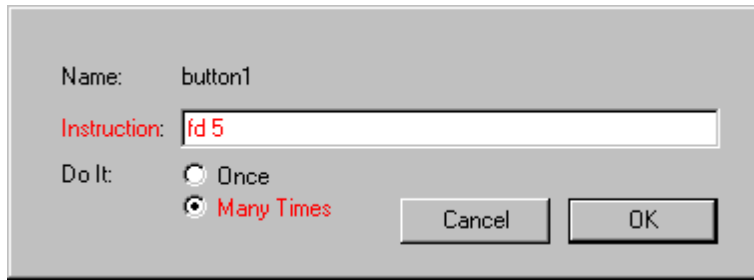 Name: button1
Instruction: fd 5
Do It: Once
Many Times
Cancel OK